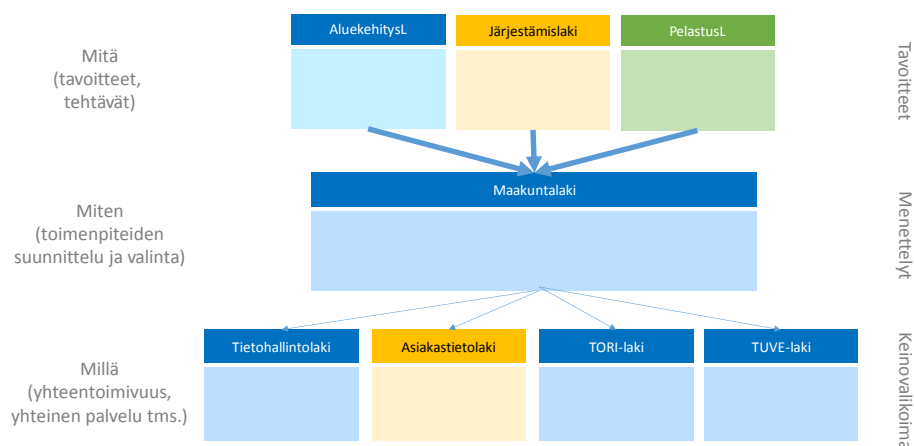 AluekehitysL
Järjestämislaki
PelastusL
Mitä
(tavoitteet,
tehtävät)
Tavoitteet
Maakuntalaki
Miten
(toimenpiteiden
suunnittelu ja valinta)
Menettelyt
Tietohallintolaki
Asiakastietolaki
TORI-laki
TUVE-laki
Millä
(yhteentoimivuus,
yhteinen palvelu tms.)
Keinovalikoima